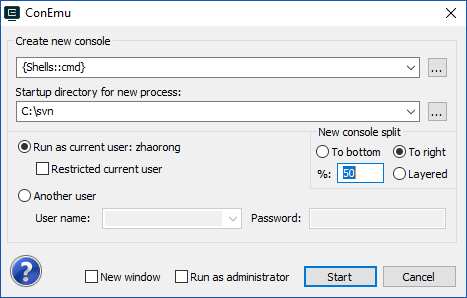 ConEmu
Create new console
{Shells::cmd}
...
Startup directory for new process:
C:\svn
...
Run as current user: zhaorong
Restricted current user
New console split
To bottom To right
%: 50 Layered
Another user
User name: Password:
?
New window Run as administrator Start Cancel